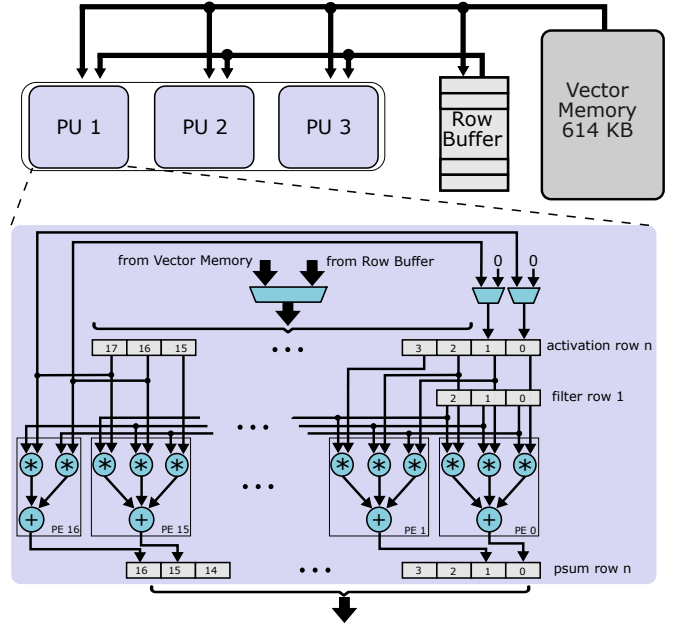 PU 1 PU 2 PU 3
Row
Buffer
Vector
Memory
614 KB
from Vector Memory from Row Buffer 0 0
17 16 15 ... 3 2 1 0 activation row n
2 1 0 filter row 1
...
* * * * * * * * * * *
...
+ PE 16 + PE 15 + PE 1 + PE 0
16 15 14 ... 3 2 1 0 psum row n